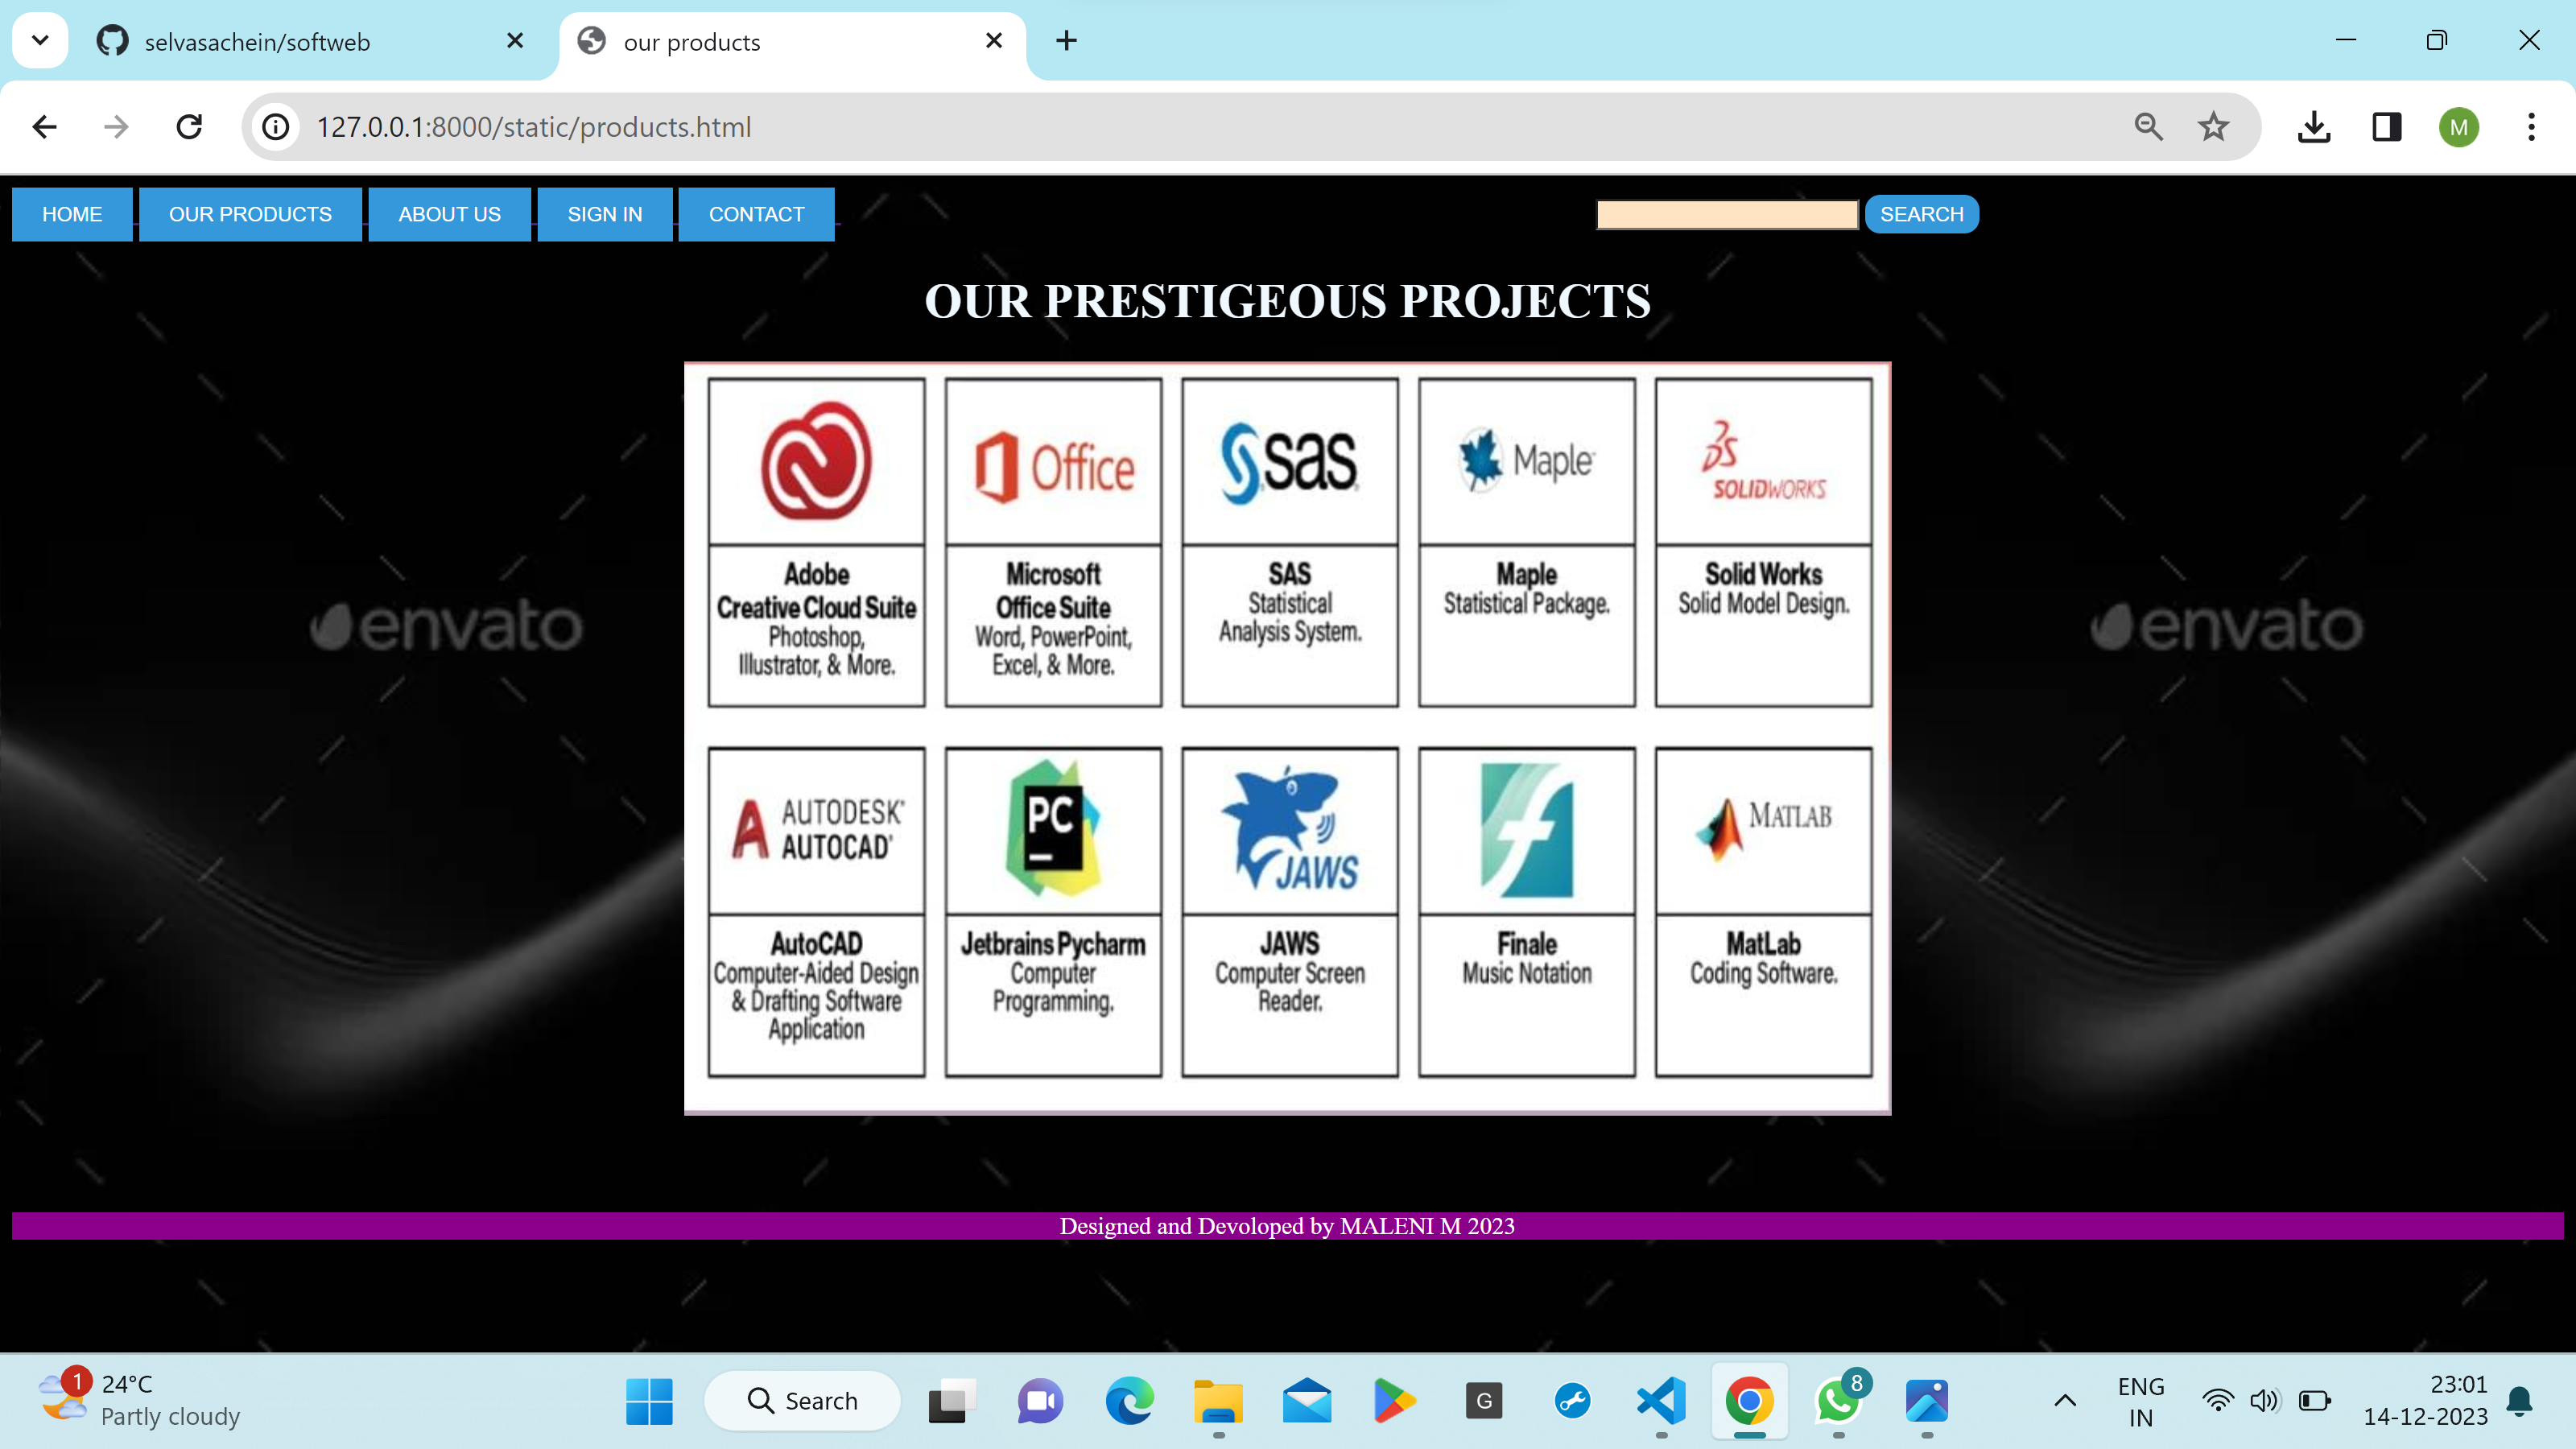 selvasachein/softweb
our products
127.0.0.1:8000/static/products.html
M
HOME
OUR PRODUCTS
ABOUT US
SIGN IN
CONTACT
SEARCH
OUR PRESTIGEOUS PROJECTS
envato
envato
Office
sas
Maple
3DS
SOLIDWORKS
Adobe
Creative Cloud Suite
Photoshop,
Illustrator, & More.
Microsoft
Office Suite
Word, PowerPoint,
Excel, & More.
SAS
Statistical
Analysis System.
Maple
Statistical Package.
Solid Works
Solid Model Design.
A AUTODESK
AUTOCAD
PC
JAWS
f
MATLAB
AutoCAD
Computer-Aided Design
& Drafting Software
Application
Jetbrains Pycharm
Computer
Programming.
JAWS
Computer Screen
Reader.
Finale
Music Notation
MatLab
Coding Software.
Designed and Devoloped by MALENI M 2023
1
24°C
Partly cloudy
Search
G
8
ENG
IN
23:01
14-12-2023